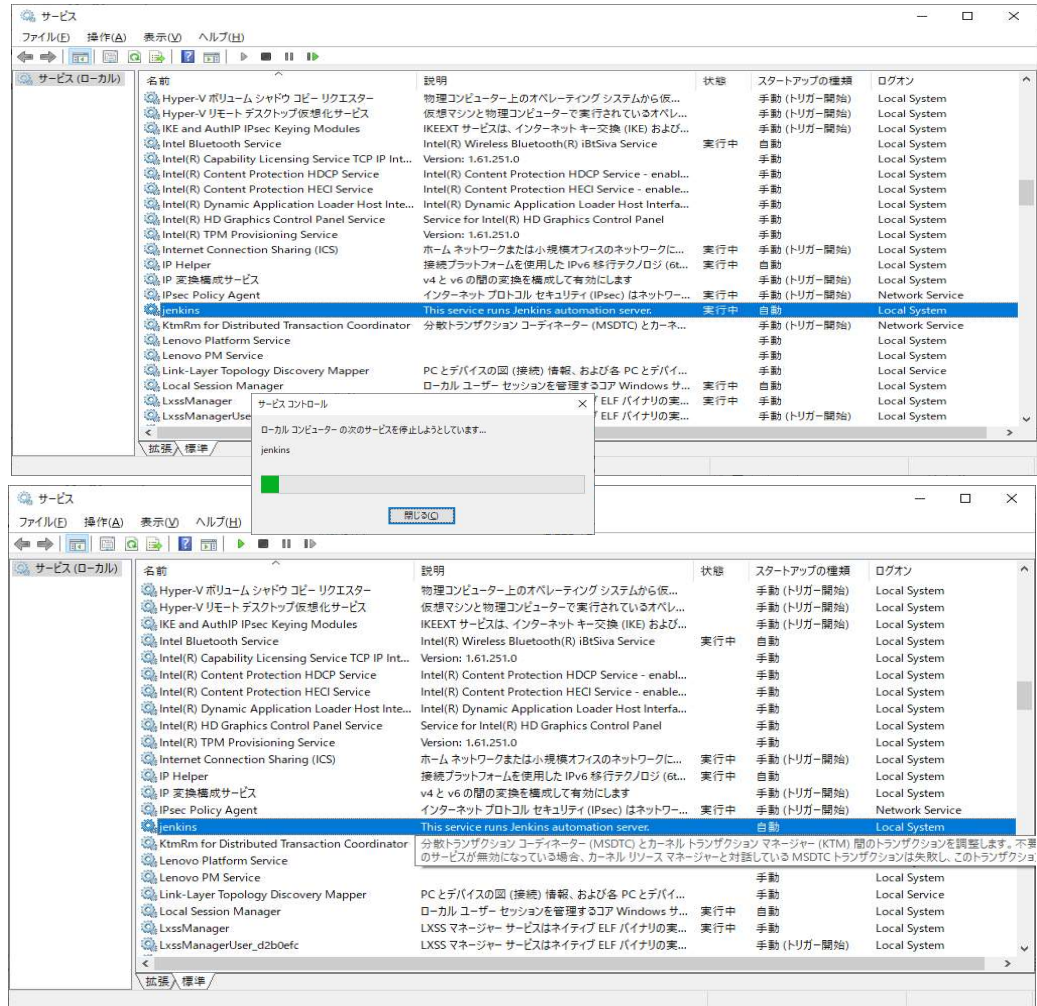 サービス
ファイル(F) 操作(A) 表示(V) ヘルプ(H)
サービス (ローカル)
名前 説明 状態 スタートアップの種類 ログオン
Hyper-V ボリューム シャドウ コピー リクエスター 物理コンピューター上のオペレーティング システムから仮... 手動 (トリガー開始) Local System
Hyper-V リモート デスクトップ仮想化サービス 仮想マシンと物理コンピューターで実行されているオペレ... 手動 (トリガー開始) Local System
IKE and AuthIP IPsec Keying Modules IKEEXT サービスは、インターネット キー交換 (IKE) および... 手動 (トリガー開始) Local System
Intel Bluetooth Service Intel(R) Wireless Bluetooth(R) iBtSiva Service 実行中 自動 Local System
Intel(R) Capability Licensing Service TCP IP Int... Version: 1.61.251.0 手動 Local System
Intel(R) Content Protection HDCP Service Intel(R) Content Protection HDCP Service - enabl... 手動 Local System
Intel(R) Content Protection HECI Service Intel(R) Content Protection HECI Service - enable... 手動 Local System
Intel(R) Dynamic Application Loader Host Inte... Intel(R) Dynamic Application Loader Host Interfa... 手動 Local System
Intel(R) HD Graphics Control Panel Service Service for Intel(R) HD Graphics Control Panel 手動 Local System
Intel(R) TPM Provisioning Service Version: 1.61.251.0 手動 Local System
Internet Connection Sharing (ICS) ホーム ネットワークまたは小規模オフィスのネットワークに... 実行中 手動 (トリガー開始) Local System
IP Helper 接続プラットフォームを使用した IPv6 移行テクノロジ (6t... 実行中 自動 Local System
IP 変換構成サービス v4 と v6 の間の変換を構成して有効にします 手動 (トリガー開始) Local System
IPsec Policy Agent インターネット プロトコル セキュリティ (IPsec) はネットワー... 実行中 手動 (トリガー開始) Network Service
jenkins This service runs Jenkins automation server. 実行中 自動 Local System
KtmRm for Distributed Transaction Coordinator 分散トランザクション コーディネーター (MSDTC) とカーネ... 手動 (トリガー開始) Network Service
Lenovo Platform Service 手動 Local System
Lenovo PM Service 手動 Local System
Link-Layer Topology Discovery Mapper PC とデバイスの図 (接続) 情報、および各 PC とデバイ... 手動 Local Service
Local Session Manager ローカル ユーザー セッションを管理するコア Windows サ... 実行中 自動 Local System
LxssManager ブ ELF バイナリの実... 実行中 手動 Local System
LxssManagerUse ブ ELF バイナリの実... 手動 (トリガー開始) Local System
拡張 標準
サービス コントロール
ローカル コンピューター の次のサービスを停止しようとしています...
jenkins
閉じる(C)
サービス
ファイル(F) 操作(A) 表示(V) ヘルプ(H)
サービス (ローカル)
名前 説明 状態 スタートアップの種類 ログオン
Hyper-V ボリューム シャドウ コピー リクエスター 物理コンピューター上のオペレーティング システムから仮... 手動 (トリガー開始) Local System
Hyper-V リモート デスクトップ仮想化サービス 仮想マシンと物理コンピューターで実行されているオペレ... 手動 (トリガー開始) Local System
IKE and AuthIP IPsec Keying Modules IKEEXT サービスは、インターネット キー交換 (IKE) および... 手動 (トリガー開始) Local System
Intel Bluetooth Service Intel(R) Wireless Bluetooth(R) iBtSiva Service 実行中 自動 Local System
Intel(R) Capability Licensing Service TCP IP Int... Version: 1.61.251.0 手動 Local System
Intel(R) Content Protection HDCP Service Intel(R) Content Protection HDCP Service - enabl... 手動 Local System
Intel(R) Content Protection HECI Service Intel(R) Content Protection HECI Service - enable... 手動 Local System
Intel(R) Dynamic Application Loader Host Inte... Intel(R) Dynamic Application Loader Host Interfa... 手動 Local System
Intel(R) HD Graphics Control Panel Service Service for Intel(R) HD Graphics Control Panel 手動 Local System
Intel(R) TPM Provisioning Service Version: 1.61.251.0 手動 Local System
Internet Connection Sharing (ICS) ホーム ネットワークまたは小規模オフィスのネットワークに... 実行中 手動 (トリガー開始) Local System
IP Helper 接続プラットフォームを使用した IPv6 移行テクノロジ (6t... 実行中 自動 Local System
IP 変換構成サービス v4 と v6 の間の変換を構成して有効にします 手動 (トリガー開始) Local System
IPsec Policy Agent インターネット プロトコル セキュリティ (IPsec) はネットワー... 実行中 手動 (トリガー開始) Network Service
jenkins This service runs Jenkins automation server. 自動 Local System
KtmRm for Distributed Transaction Coordinator 分散トランザクション コーディネーター (MSDTC) とカーネル トランザクション マネージャー (KTM) 間のトランザクションを調整します。不要
Lenovo Platform Service のサービスが無効になっている場合、カーネル リソース マネージャーと対話している MSDTC トランザクションは失敗し、このトランザクショ
Lenovo PM Service 手動 Local System
Link-Layer Topology Discovery Mapper PC とデバイスの図 (接続) 情報、および各 PC とデバイ... 手動 Local Service
Local Session Manager ローカル ユーザー セッションを管理するコア Windows サ... 実行中 自動 Local System
LxssManager LXSS マネージャー サービスはネイティブ ELF バイナリの実... 実行中 手動 Local System
LxssManagerUser_d2b0efc LXSS マネージャー サービスはネイティブ ELF バイナリの実... 手動 (トリガー開始) Local System
拡張 標準